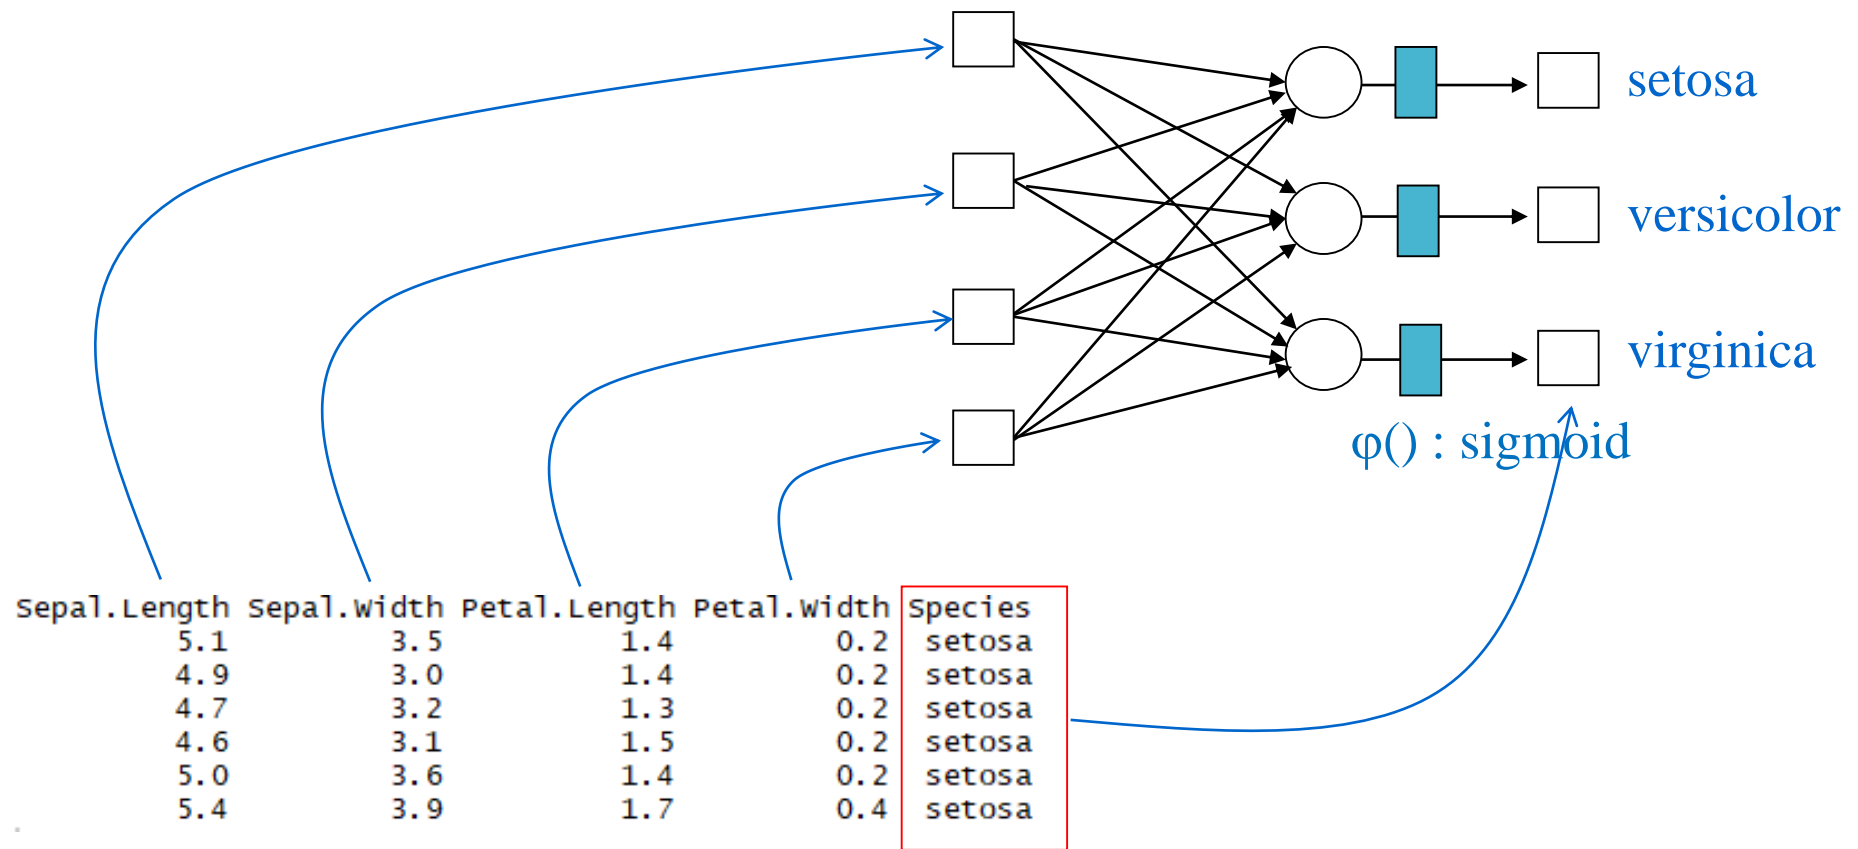 setosa
versicolor
virginica
φ() : sigmoid
Sepal.Length Sepal.Width Petal.Length Petal.Width Species
5.1 3.5 1.4 0.2 setosa
4.9 3.0 1.4 0.2 setosa
4.7 3.2 1.3 0.2 setosa
4.6 3.1 1.5 0.2 setosa
5.0 3.6 1.4 0.2 setosa
5.4 3.9 1.7 0.4 setosa